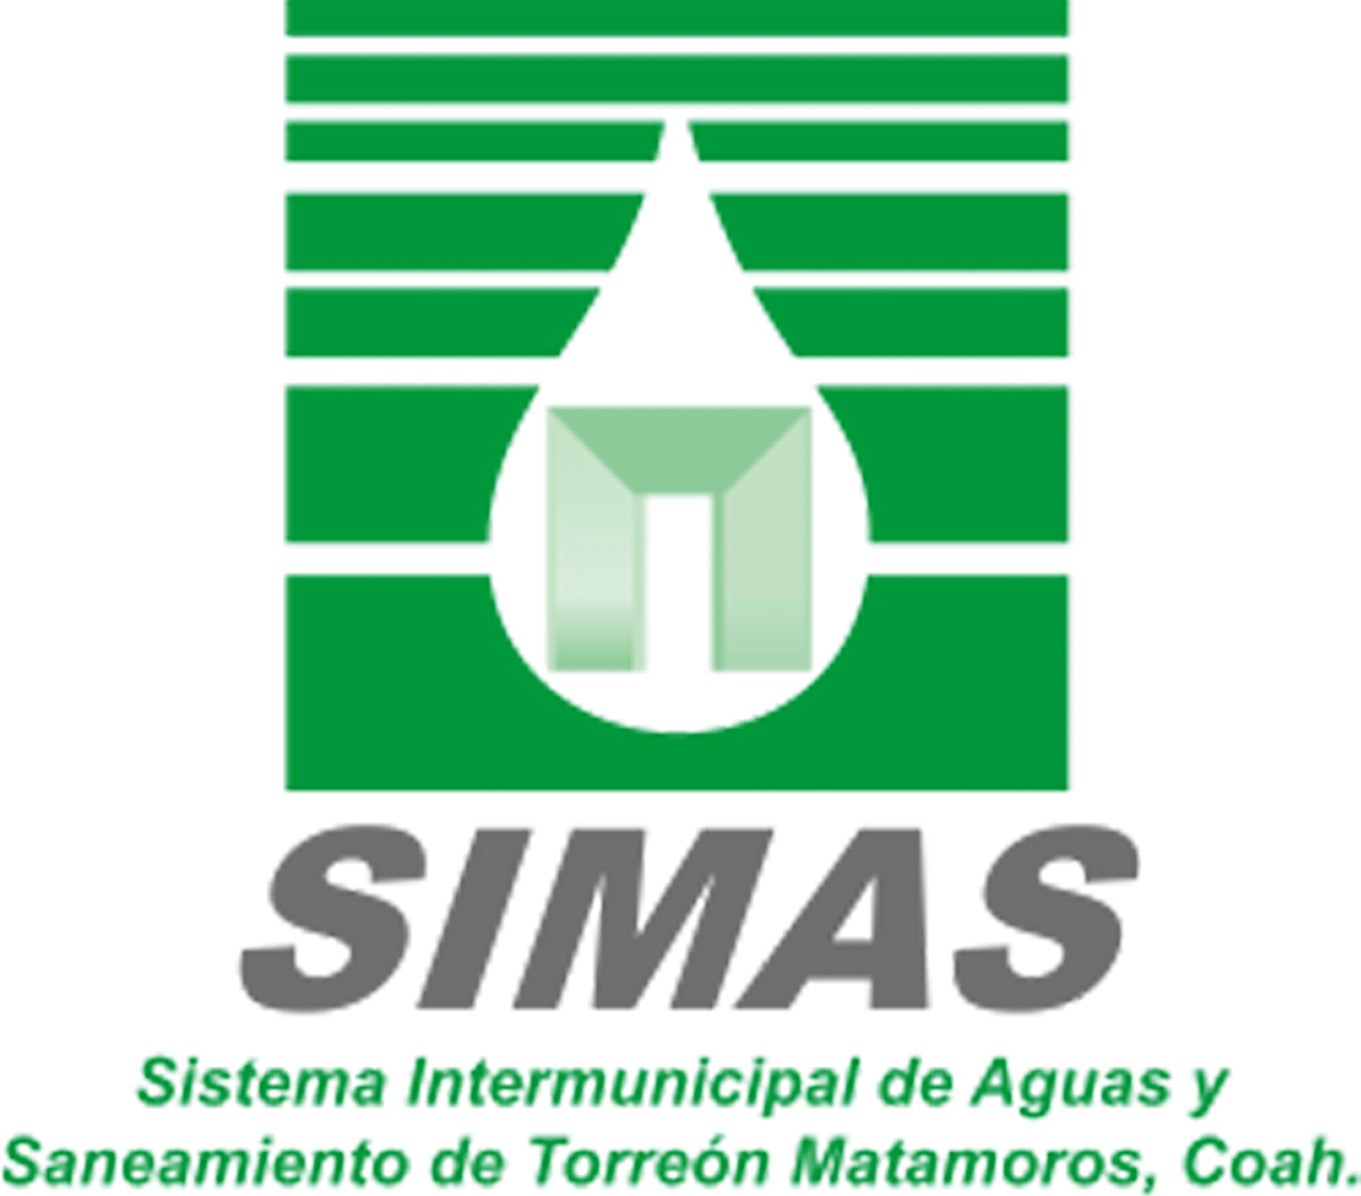 SIMAS
Sistema Intermunicipal de Aguas y
Saneamiento de Torreón Matamoros, Coah.